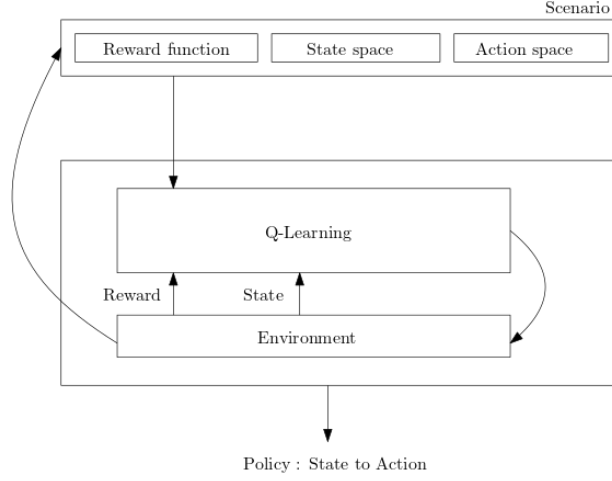 Scenario
Reward function
State space
Action space
Q-Learning
Reward
State
Environment
Policy : State to Action